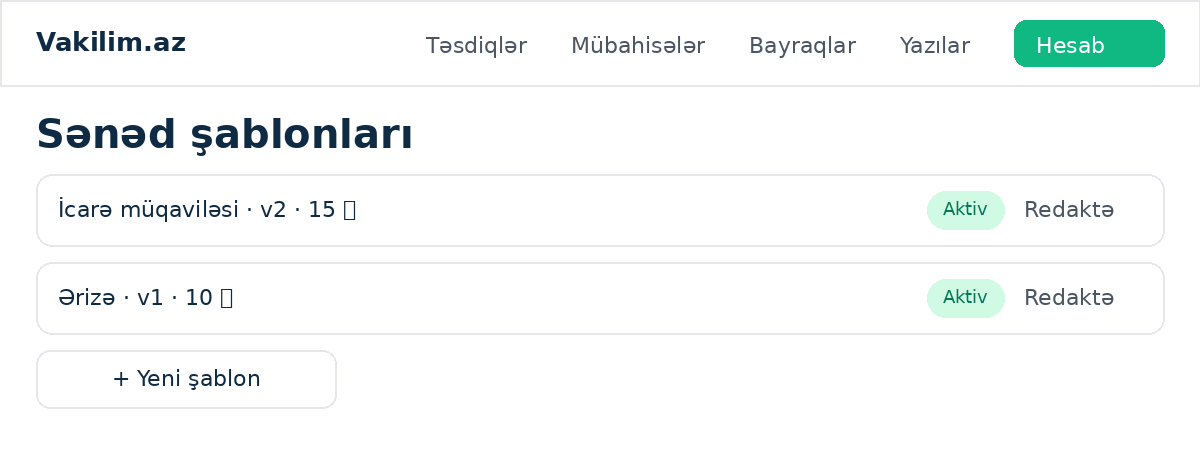 Vakilim.az
Təsdiqlər
Mübahisələr
Bayraqlar
Yazılar
Hesab
Sənəd şablonları
İcarə müqaviləsi · v2 · 15
Aktiv
Redaktə
Ərizə · v1 · 10
Aktiv
Redaktə
+ Yeni şablon